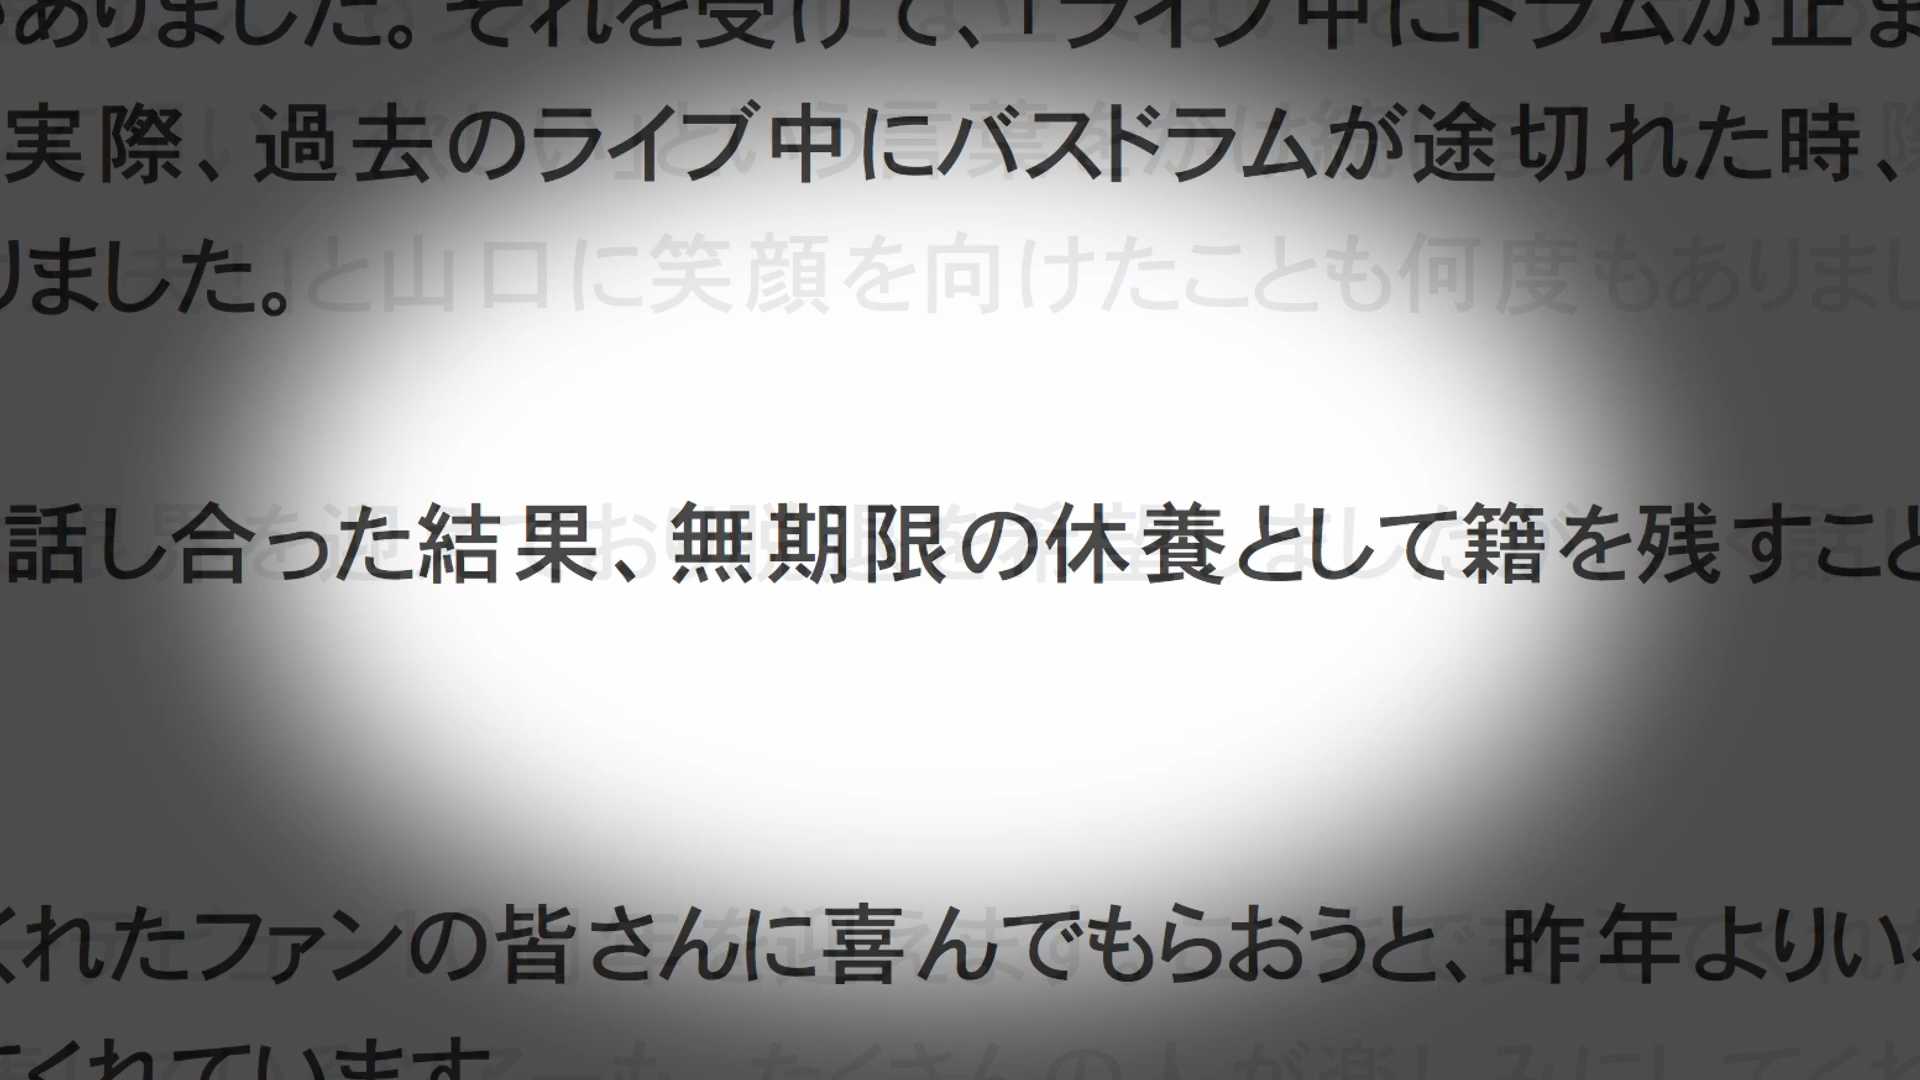 ありました。それを受けて、「ライブ中にドラムが止ま
実際、過去のライブ中にバスドラムが途切れた時、
りました。」と山口に笑顔を向けたことも何度もありまし
話し合った結果、無期限の休養として籍を残すこと
くれたファンの皆さんに喜んでもらおうと、昨年よりい
てくれています